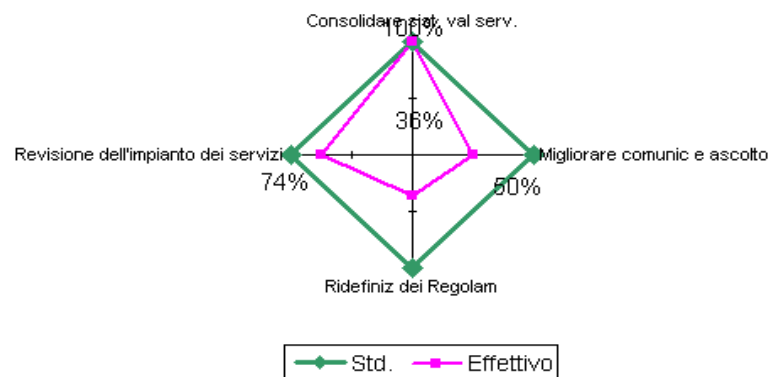 Consolidare sist. val serv.
100%
36%
Revisione dell'impianto dei servizi
Migliorare comunic e ascolto
74%
50%
Ridefiniz dei Regolam
Std.
Effettivo